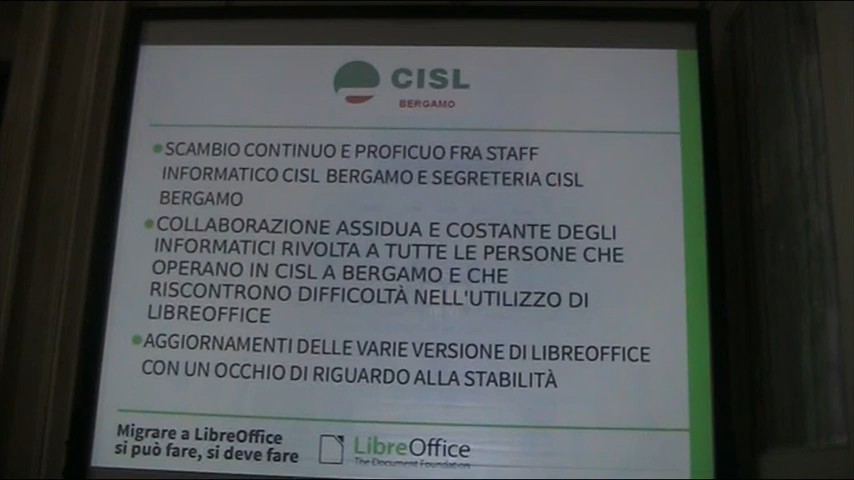 CISL
BERGAMO
SCAMBIO CONTINUO E PROFICUO FRA STAFF
INFORMATICO CISL BERGAMO E SEGRETERIA CISL
BERGAMO
COLLABORAZIONE ASSIDUA E COSTANTE DEGLI
INFORMATICI RIVOLTA A TUTTE LE PERSONE CHE
OPERANO IN CISL A BERGAMO E CHE
RISCONTRONO DIFFICOLTÀ NELL'UTILIZZO DI
LIBREOFFICE
AGGIORNAMENTI DELLE VARIE VERSIONE DI LIBREOFFICE
CON UN OCCHIO DI RIGUARDO ALLA STABILITÀ
Migrare a LibreOffice
si può fare, si deve fare
LibreOffice
The Document Foundation